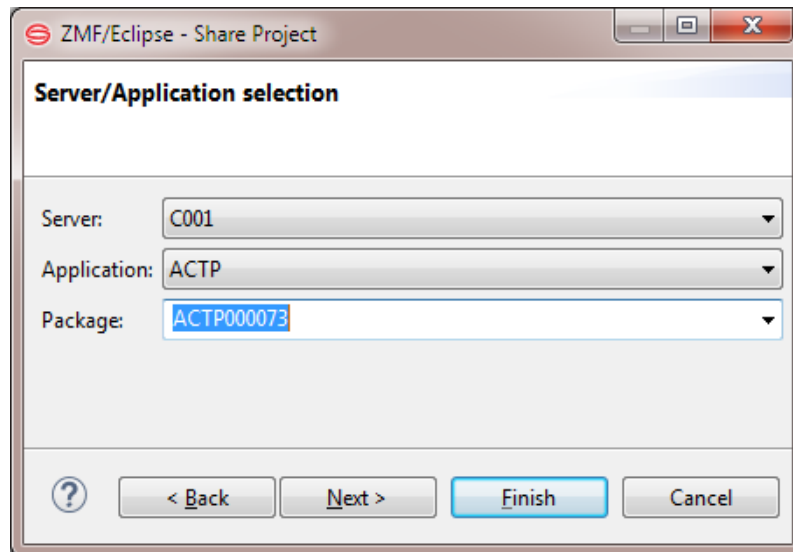 ZMF/Eclipse - Share Project
Server/Application selection
Server: C001
Application: ACTP
Package: ACTP000073
? < Back Next > Finish Cancel